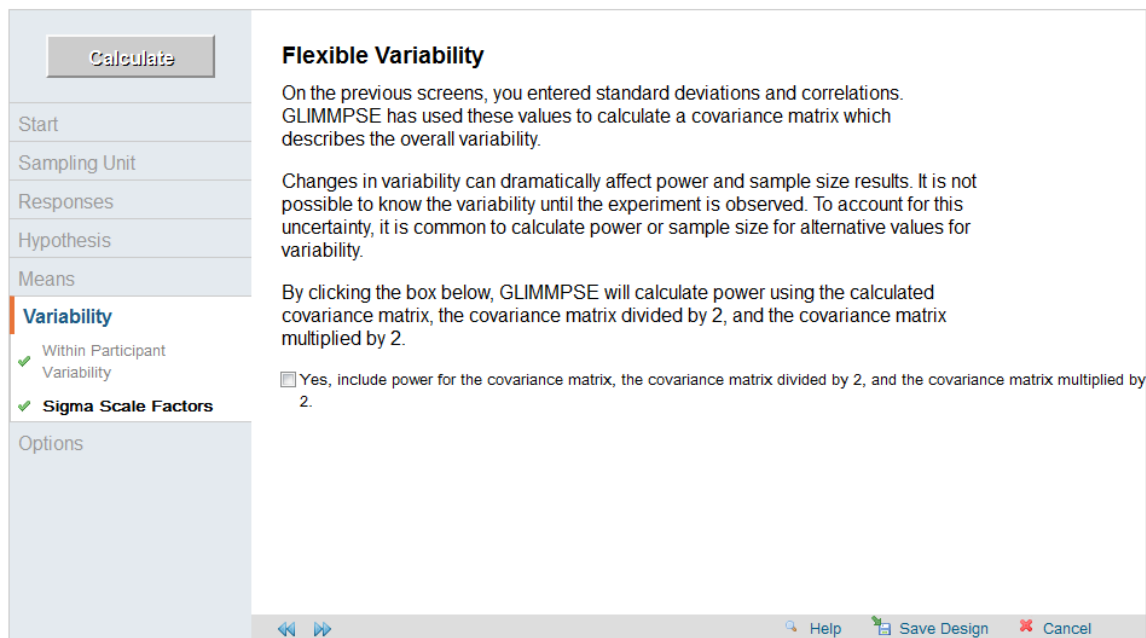 Calculate
Start
Sampling Unit
Responses
Hypothesis
Means
Variability
Within Participant
Variability
Sigma Scale Factors
Options
Flexible Variability
On the previous screens, you entered standard deviations and correlations.
GLIMMPSE has used these values to calculate a covariance matrix which
describes the overall variability.
Changes in variability can dramatically affect power and sample size results. It is not
possible to know the variability until the experiment is observed. To account for this
uncertainty, it is common to calculate power or sample size for alternative values for
variability.
By clicking the box below, GLIMMPSE will calculate power using the calculated
covariance matrix, the covariance matrix divided by 2, and the covariance matrix
multiplied by 2.
Yes, include power for the covariance matrix, the covariance matrix divided by 2, and the covariance matrix multiplied by
2.
Help Save Design Cancel